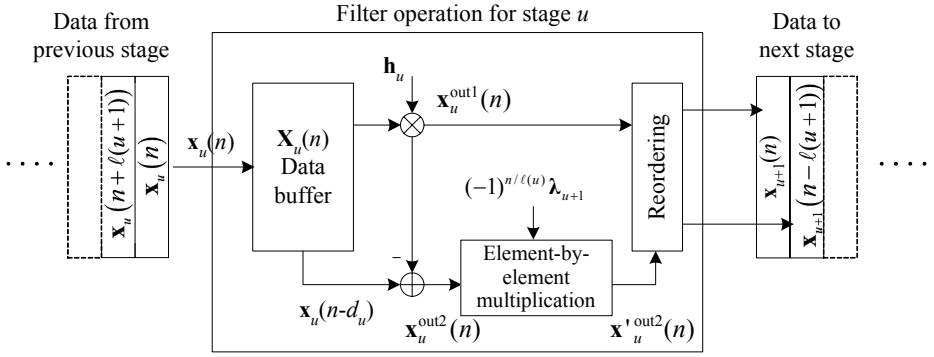 Filter operation for stage u
Data from
previous stage
Data to
next stage
x_u(n + ℓ(u+1))
x_u(n)
x_u(n)
X_u(n)
Data
buffer
h_u
x_u^out1(n)
(−1)^{n/ℓ(u)} λ_{u+1}
Reordering
x_{u+1}(n)
x_{u+1}(n − ℓ(u+1))
−
Element-by-
element
multiplication
x_u(n-d_u)
x_u^out2(n)
x'_u^out2(n)